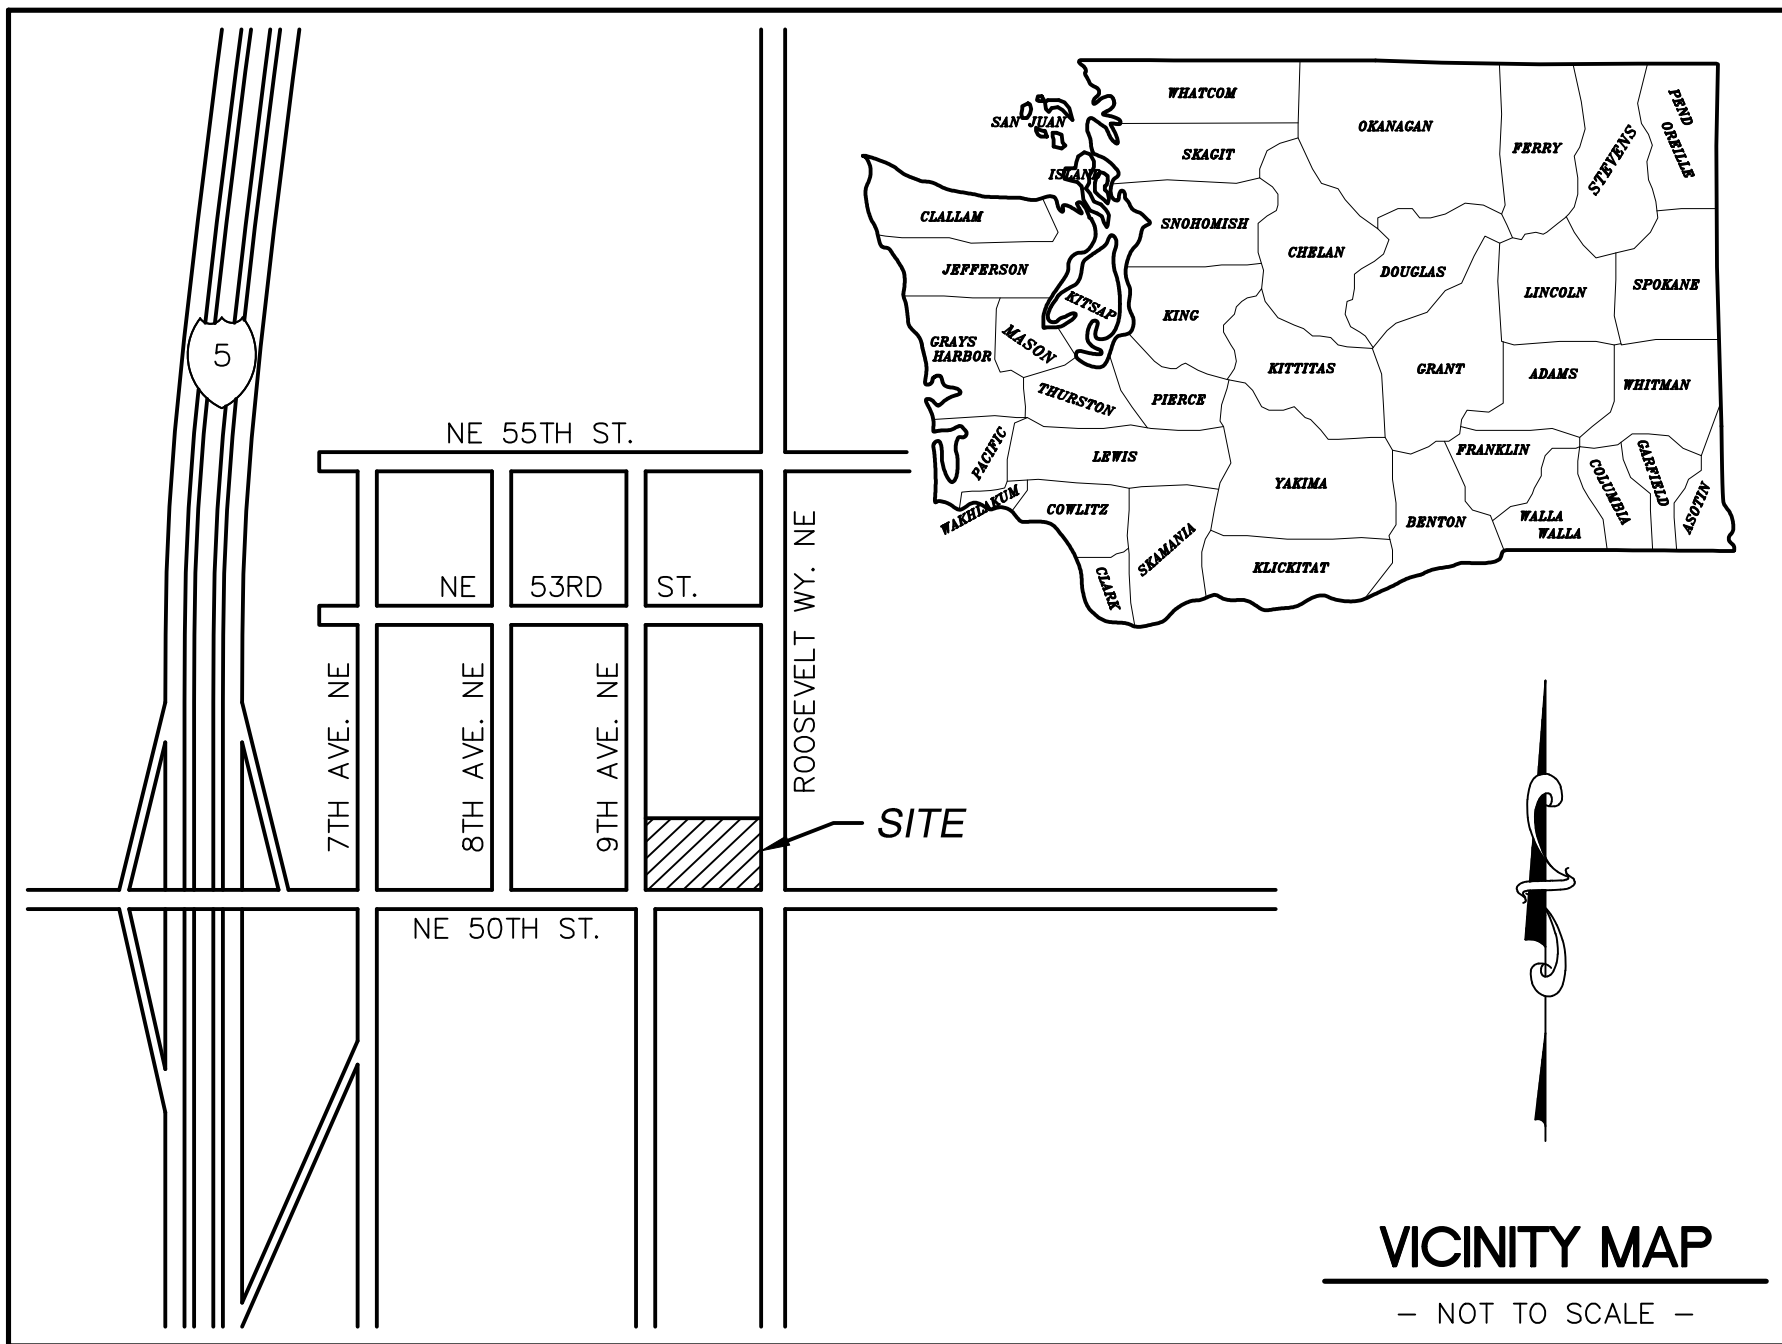 5
NE 55TH ST.
NE 53RD ST.
7TH AVE. NE
8TH AVE. NE
9TH AVE. NE
ROOSEVELT WY. NE
SITE
NE 50TH ST.
WHATCOM
SAN JUAN
SKAGIT
ISLAND
OKANAGAN
FERRY
STEVENS
PEND
OREILLE
CLALLAM
SNOHOMISH
CHELAN
JEFFERSON
DOUGLAS
LINCOLN
SPOKANE
KITSAP
KING
GRAYS
HARBOR
MASON
KITTITAS
GRANT
ADAMS
WHITMAN
THURSTON
PIERCE
PACIFIC
LEWIS
FRANKLIN
YAKIMA
WAKHIAKUM
COWLITZ
SKAMANIA
BENTON
WALLA
WALLA
COLUMBIA
GARFIELD
ASOTIN
CLARK
KLICKITAT
VICINITY MAP
– NOT TO SCALE –